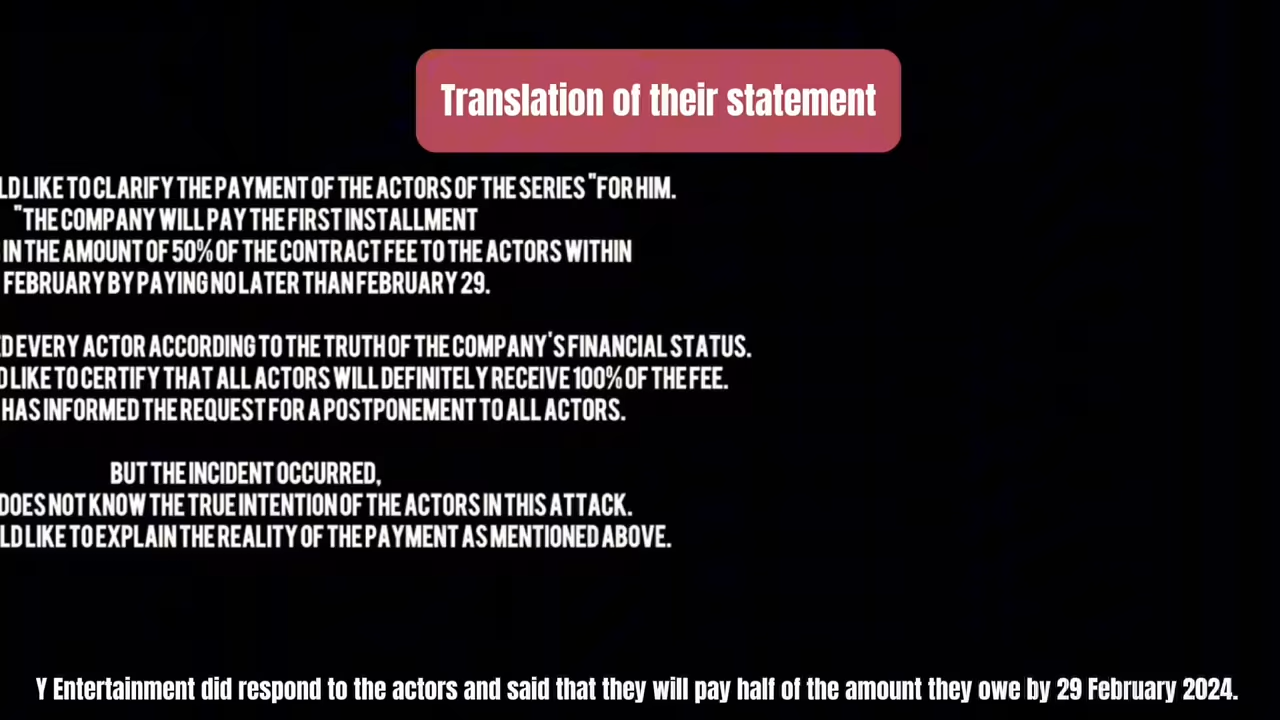 Translation of their statement
LIKE TO CLARIFY THE PAYMENT OF THE ACTORS OF THE SERIES "FOR HIM.
"THE COMPANY WILL PAY THE FIRST INSTALLMENT
IN THE AMOUNT OF 50% OF THE CONTRACT FEE TO THE ACTORS WITHIN
FEBRUARY BY PAYING NO LATER THAN FEBRUARY 29.
EVERY ACTOR ACCORDING TO THE TRUTH OF THE COMPANY'S FINANCIAL STATUS.
LIKE TO CERTIFY THAT ALL ACTORS WILL DEFINITELY RECEIVE 100% OF THE FEE.
HAS INFORMED THE REQUEST FOR A POSTPONEMENT TO ALL ACTORS.
BUT THE INCIDENT OCCURRED,
DOES NOT KNOW THE TRUE INTENTION OF THE ACTORS IN THIS ATTACK.
LIKE TO EXPLAIN THE REALITY OF THE PAYMENT AS MENTIONED ABOVE.
Y Entertainment did respond to the actors and said that they will pay half of the amount they owe by 29 February 2024.